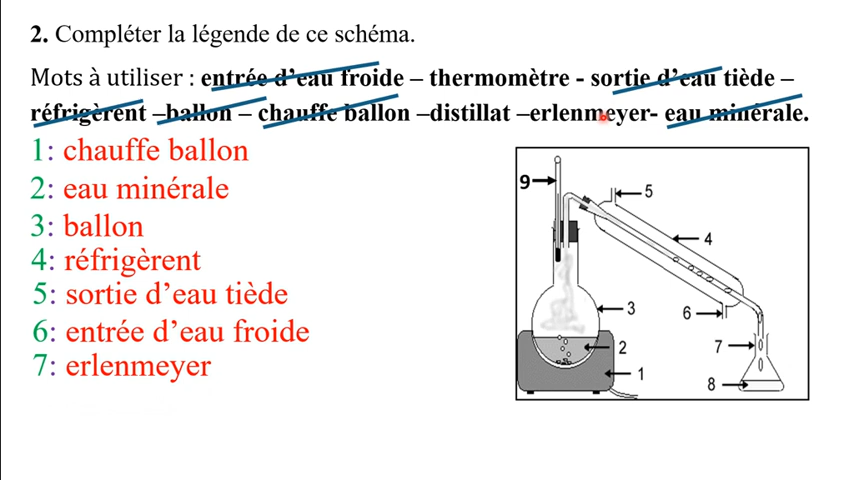 2. Compléter la légende de ce schéma.
Mots à utiliser : entrée d'eau froide – thermomètre - sortie d'eau tiède –
réfrigèrent –ballon – chauffe ballon –distillat –erlenmeyer- eau minérale.
1: chauffe ballon
2: eau minérale
3: ballon
4: réfrigèrent
5: sortie d'eau tiède
6: entrée d'eau froide
7: erlenmeyer
9
5
4
3
6
2
7
1
8